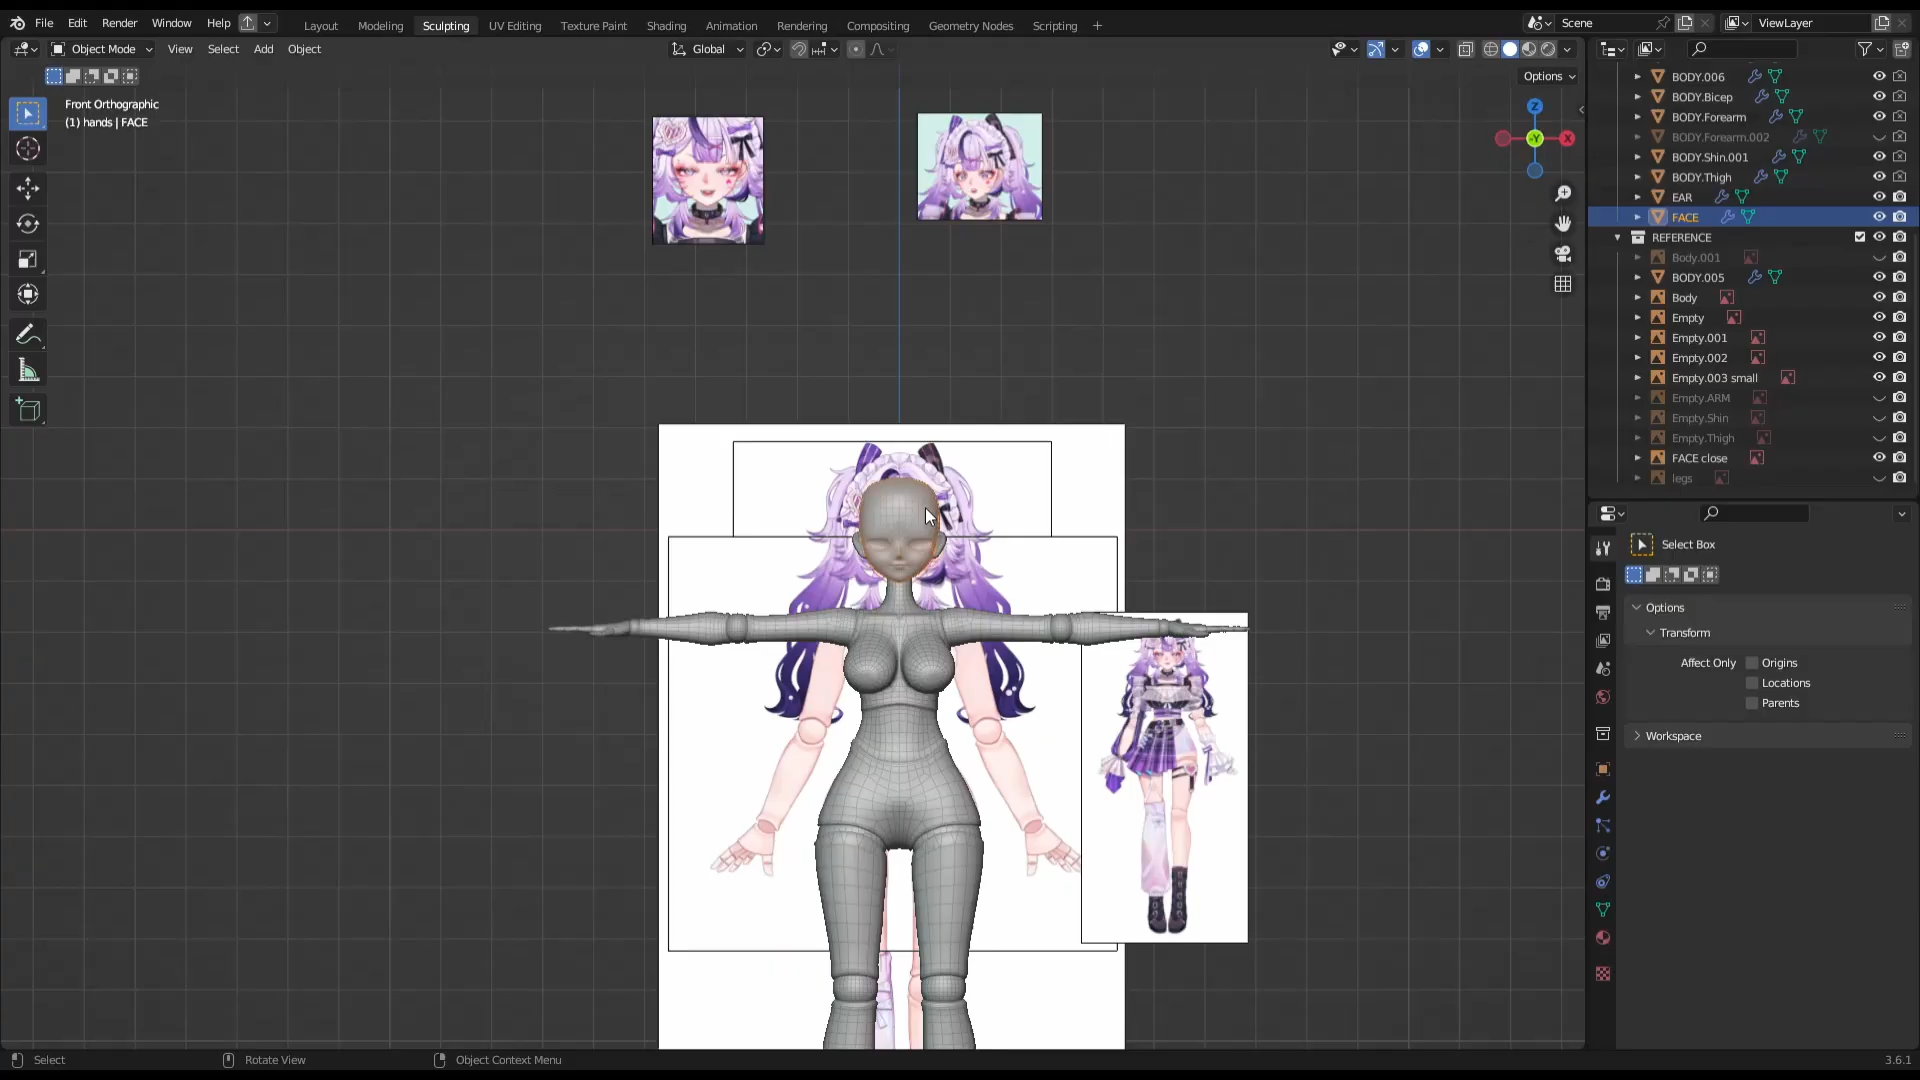 File Edit Render Window Help
Layout Modeling Sculpting UV Editing Texture Paint Shading Animation Rendering Compositing Geometry Nodes Scripting +
Scene
ViewLayer
Object Mode View Select Add Object
Global
Options
Front Orthographic
(1) hands | FACE
Z
-Y
X
BODY.006
BODY.Bicep
BODY.Forearm
BODY.Forearm.002
BODY.Shin.001
BODY.Thigh
EAR
FACE
REFERENCE
Body.001
BODY.005
Body
Empty
Empty.001
Empty.002
Empty.003 small
Empty.ARM
Empty.Shin
Empty.Thigh
FACE close
legs
Select Box
Options
Transform
Affect Only Origins
Locations
Parents
Workspace
Select Rotate View Object Context Menu
3.6.1